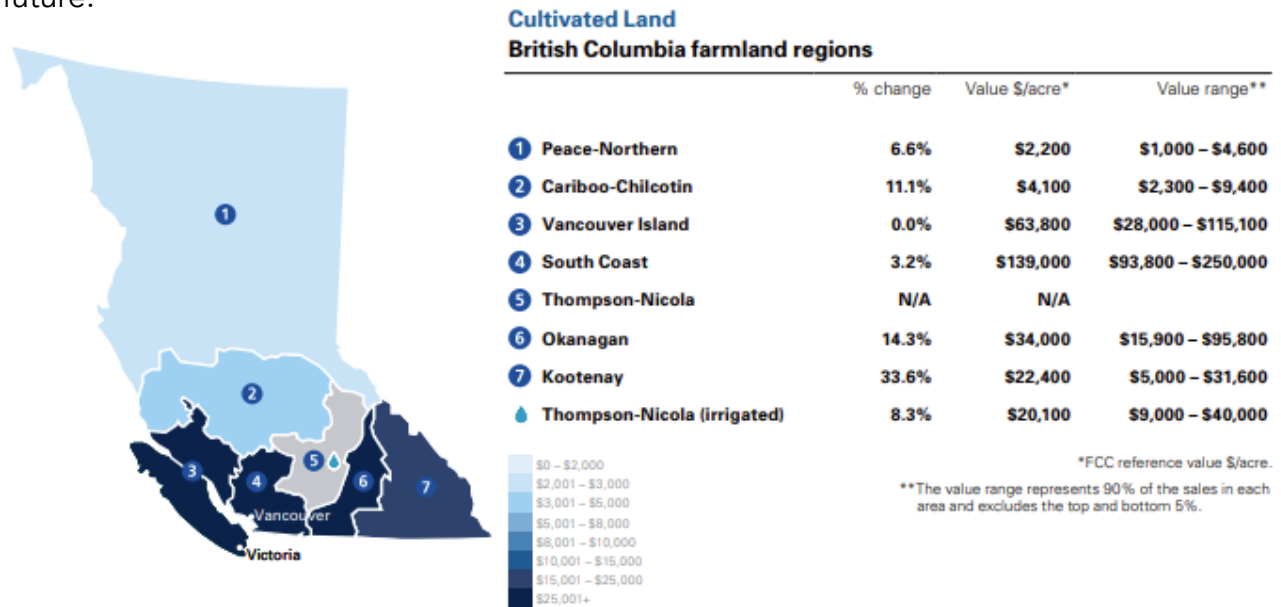 future.
Cultivated Land
British Columbia farmland regions
% change Value $/acre* Value range**
1 Peace-Northern 6.6% $2,200 $1,000 – $4,600
2 Cariboo-Chilcotin 11.1% $4,100 $2,300 – $9,400
3 Vancouver Island 0.0% $63,800 $28,000 – $115,100
4 South Coast 3.2% $139,000 $93,800 – $250,000
5 Thompson-Nicola N/A N/A
6 Okanagan 14.3% $34,000 $15,900 – $95,800
7 Kootenay 33.6% $22,400 $5,000 – $31,600
Thompson-Nicola (irrigated) 8.3% $20,100 $9,000 – $40,000
*FCC reference value $/acre.
**The value range represents 90% of the sales in each
area and excludes the top and bottom 5%.
$0 – $2,000
$2,001 – $3,000
$3,001 – $5,000
$5,001 – $8,000
$8,001 – $10,000
$10,001 – $15,000
$15,001 – $25,000
$25,001+
1
2
3
4
5
6
7
Vancouver
Victoria